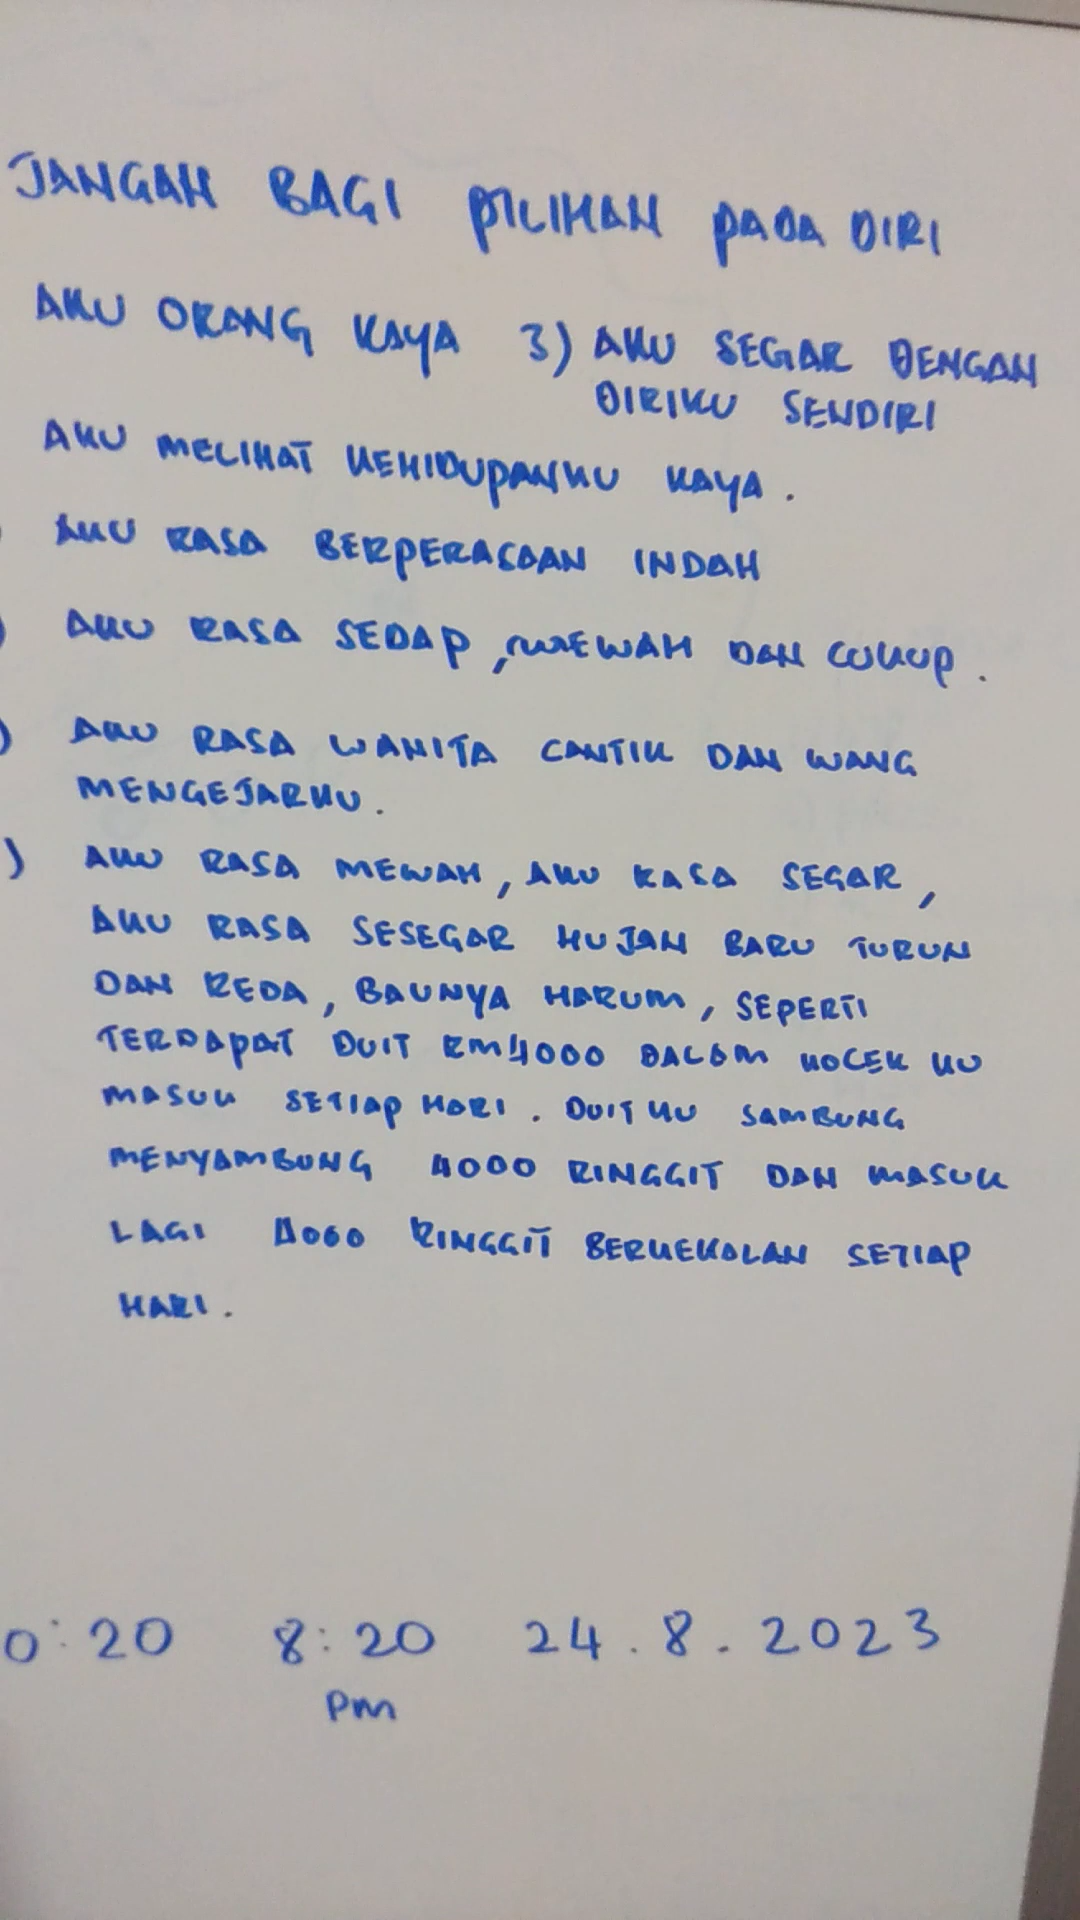 JANGAN BAGI PILIHAN PADA DIRI
AKU ORANG KAYA 3) AKU SEGAR DENGAN
DIRIKU SENDIRI
AKU MELIHAT KEHIDUPANKU KAYA.
AKU RASA BERPERASAAN INDAH
) AKU RASA SEDAP, MEWAH DAN CUKUP.
) AKU RASA WANITA CANTIK DAN WANG
MENGEJARKU.
) AKU RASA MEWAH, AKU RASA SEGAR,
AKU RASA SESEGAR HUJAN BARU TURUN
DAN REDA, BAUNYA HARUM, SEPERTI
TERDAPAT DUIT RM4000 DALAM KOCEK KU
MASUK SETIAP HARI. DUIT KU SAMBUNG
MENYAMBUNG 4000 RINGGIT DAN MASUK
LAGI 4000 RINGGIT BERKEKALAN SETIAP
HARI.
0:20 8:20 24.8.2023
PM